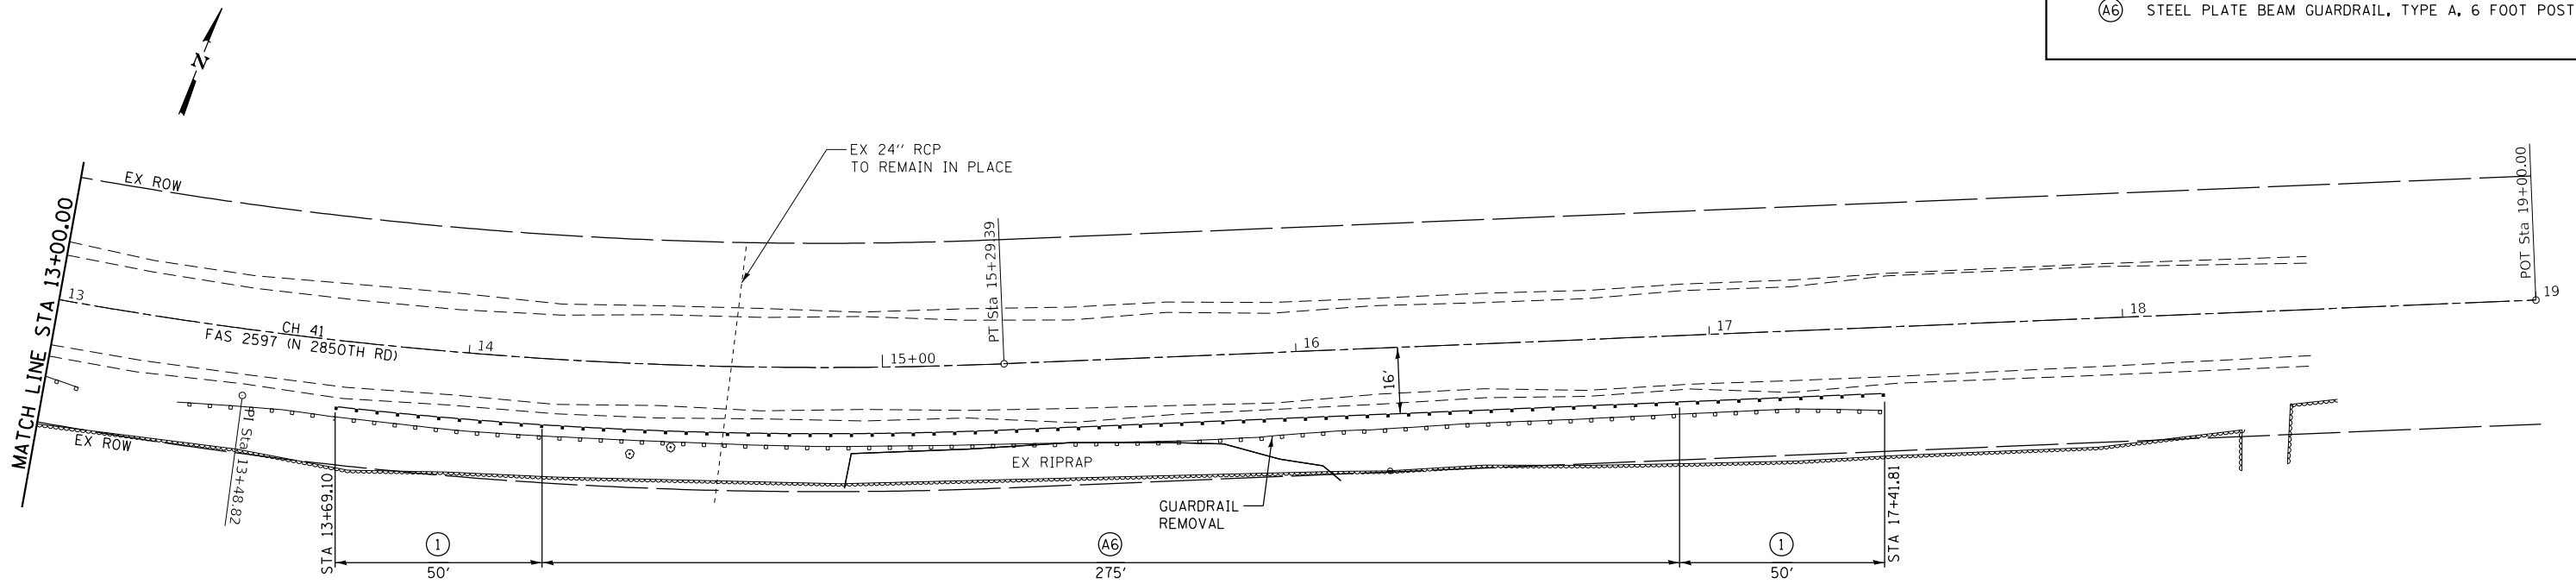 A6 STEEL PLATE BEAM GUARDRAIL, TYPE A, 6 FOOT POST
N
EX 24" RCP
TO REMAIN IN PLACE
EX ROW
MATCH LINE STA 13+00.00
13
CH 41
FAS 2597 (N 2850TH RD)
14
15+00
PT Sta 15+29.39
16
17
18
19
POT Sta 19+00.00
16'
PI Sta 13+48.82
EX ROW
EX RIPRAP
GUARDRAIL
REMOVAL
STA 13+69.10
STA 17+41.81
1
50'
A6
275'
1
50'